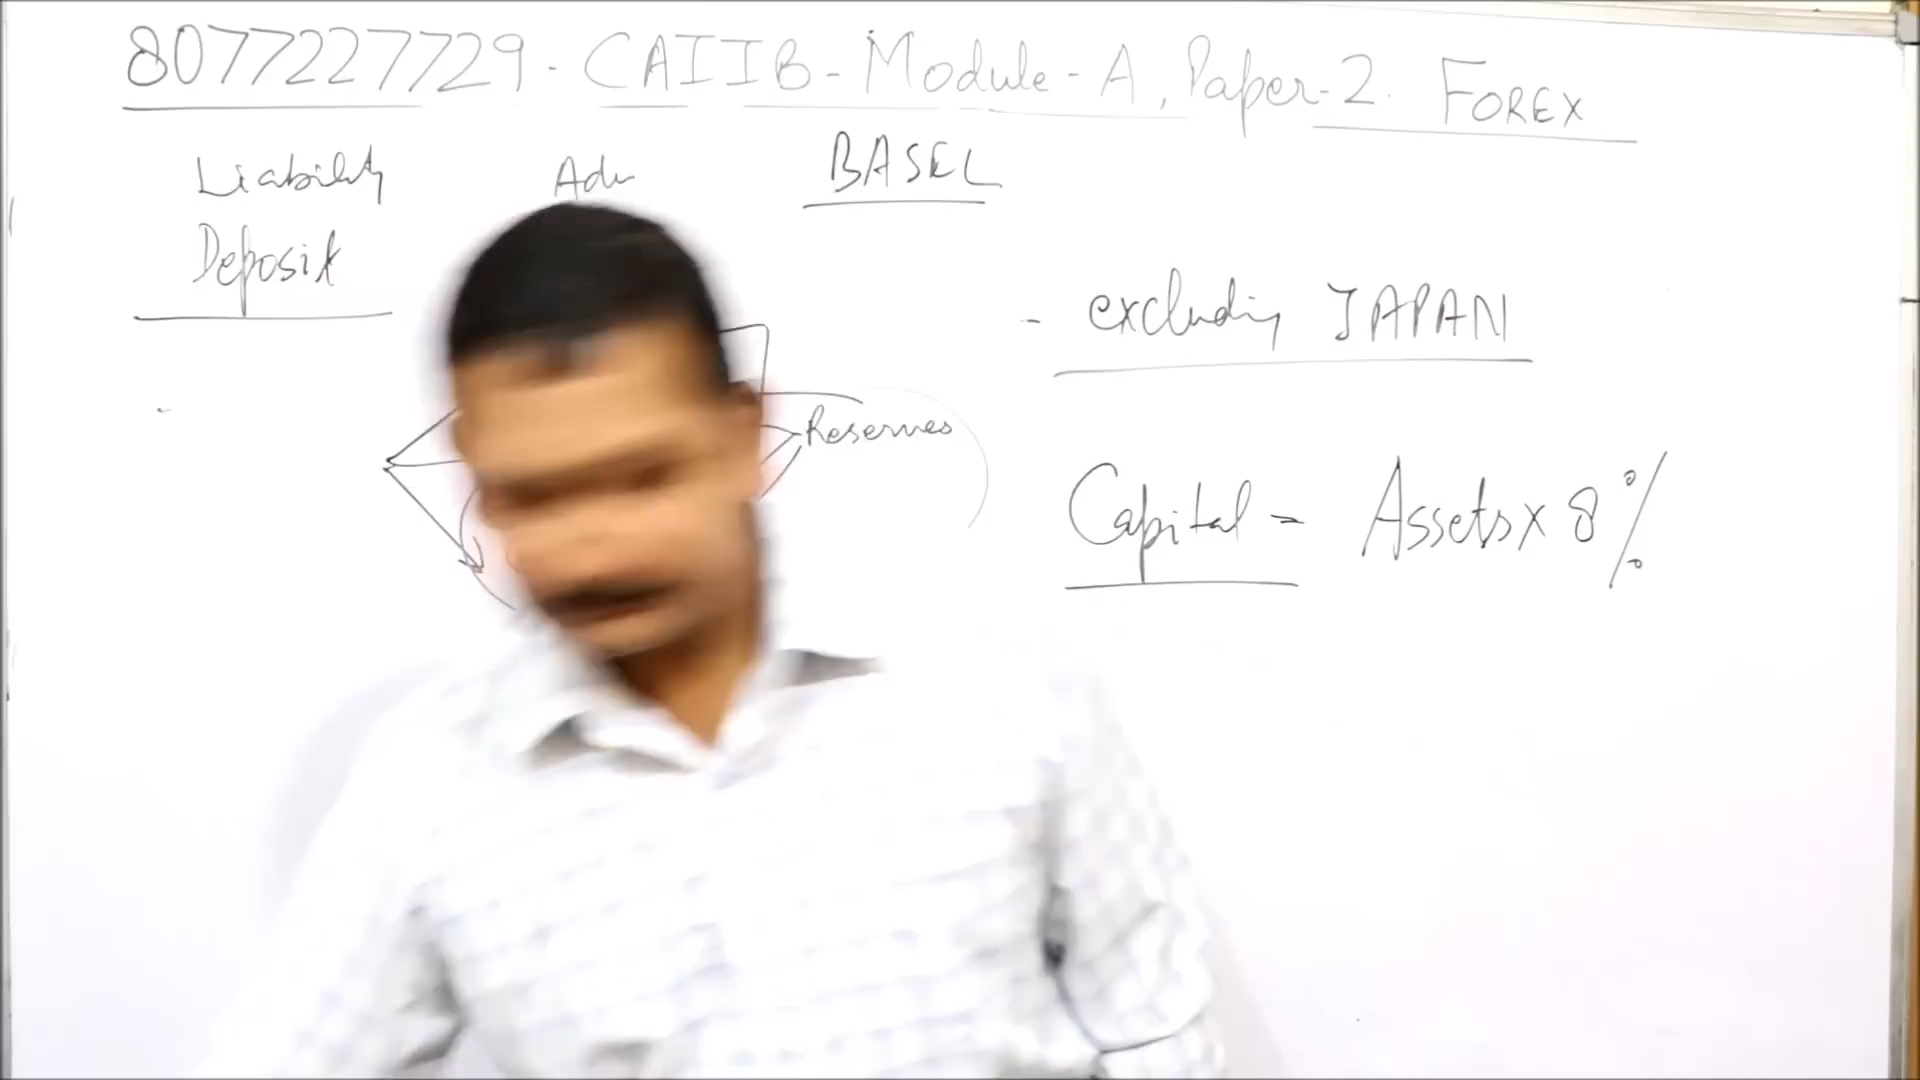 8077227729 - CAIIB - Module - A, Paper - 2. FOREX
Liability Adv BASEL
Deposit
- excluding JAPAN
Reserves
Capital = Assets x 8%